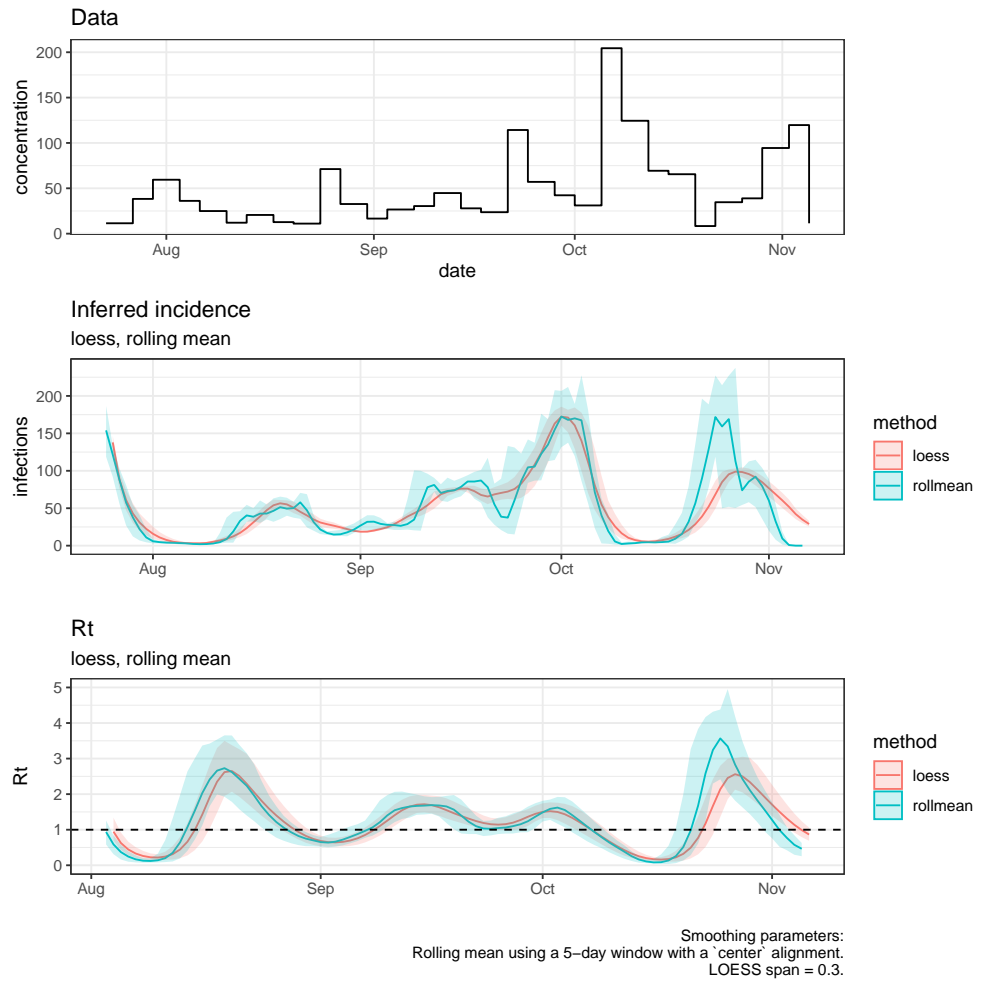 Data
concentration
200
150
100
50
0
Aug Sep Oct Nov
date
Inferred incidence
loess, rolling mean
infections
200
150
100
50
0
Aug Sep Oct Nov
method
loess
rollmean
Rt
loess, rolling mean
Rt
5
4
3
2
1
0
Aug Sep Oct Nov
method
loess
rollmean
Smoothing parameters:
Rolling mean using a 5−day window with a `center` alignment.
LOESS span = 0.3.